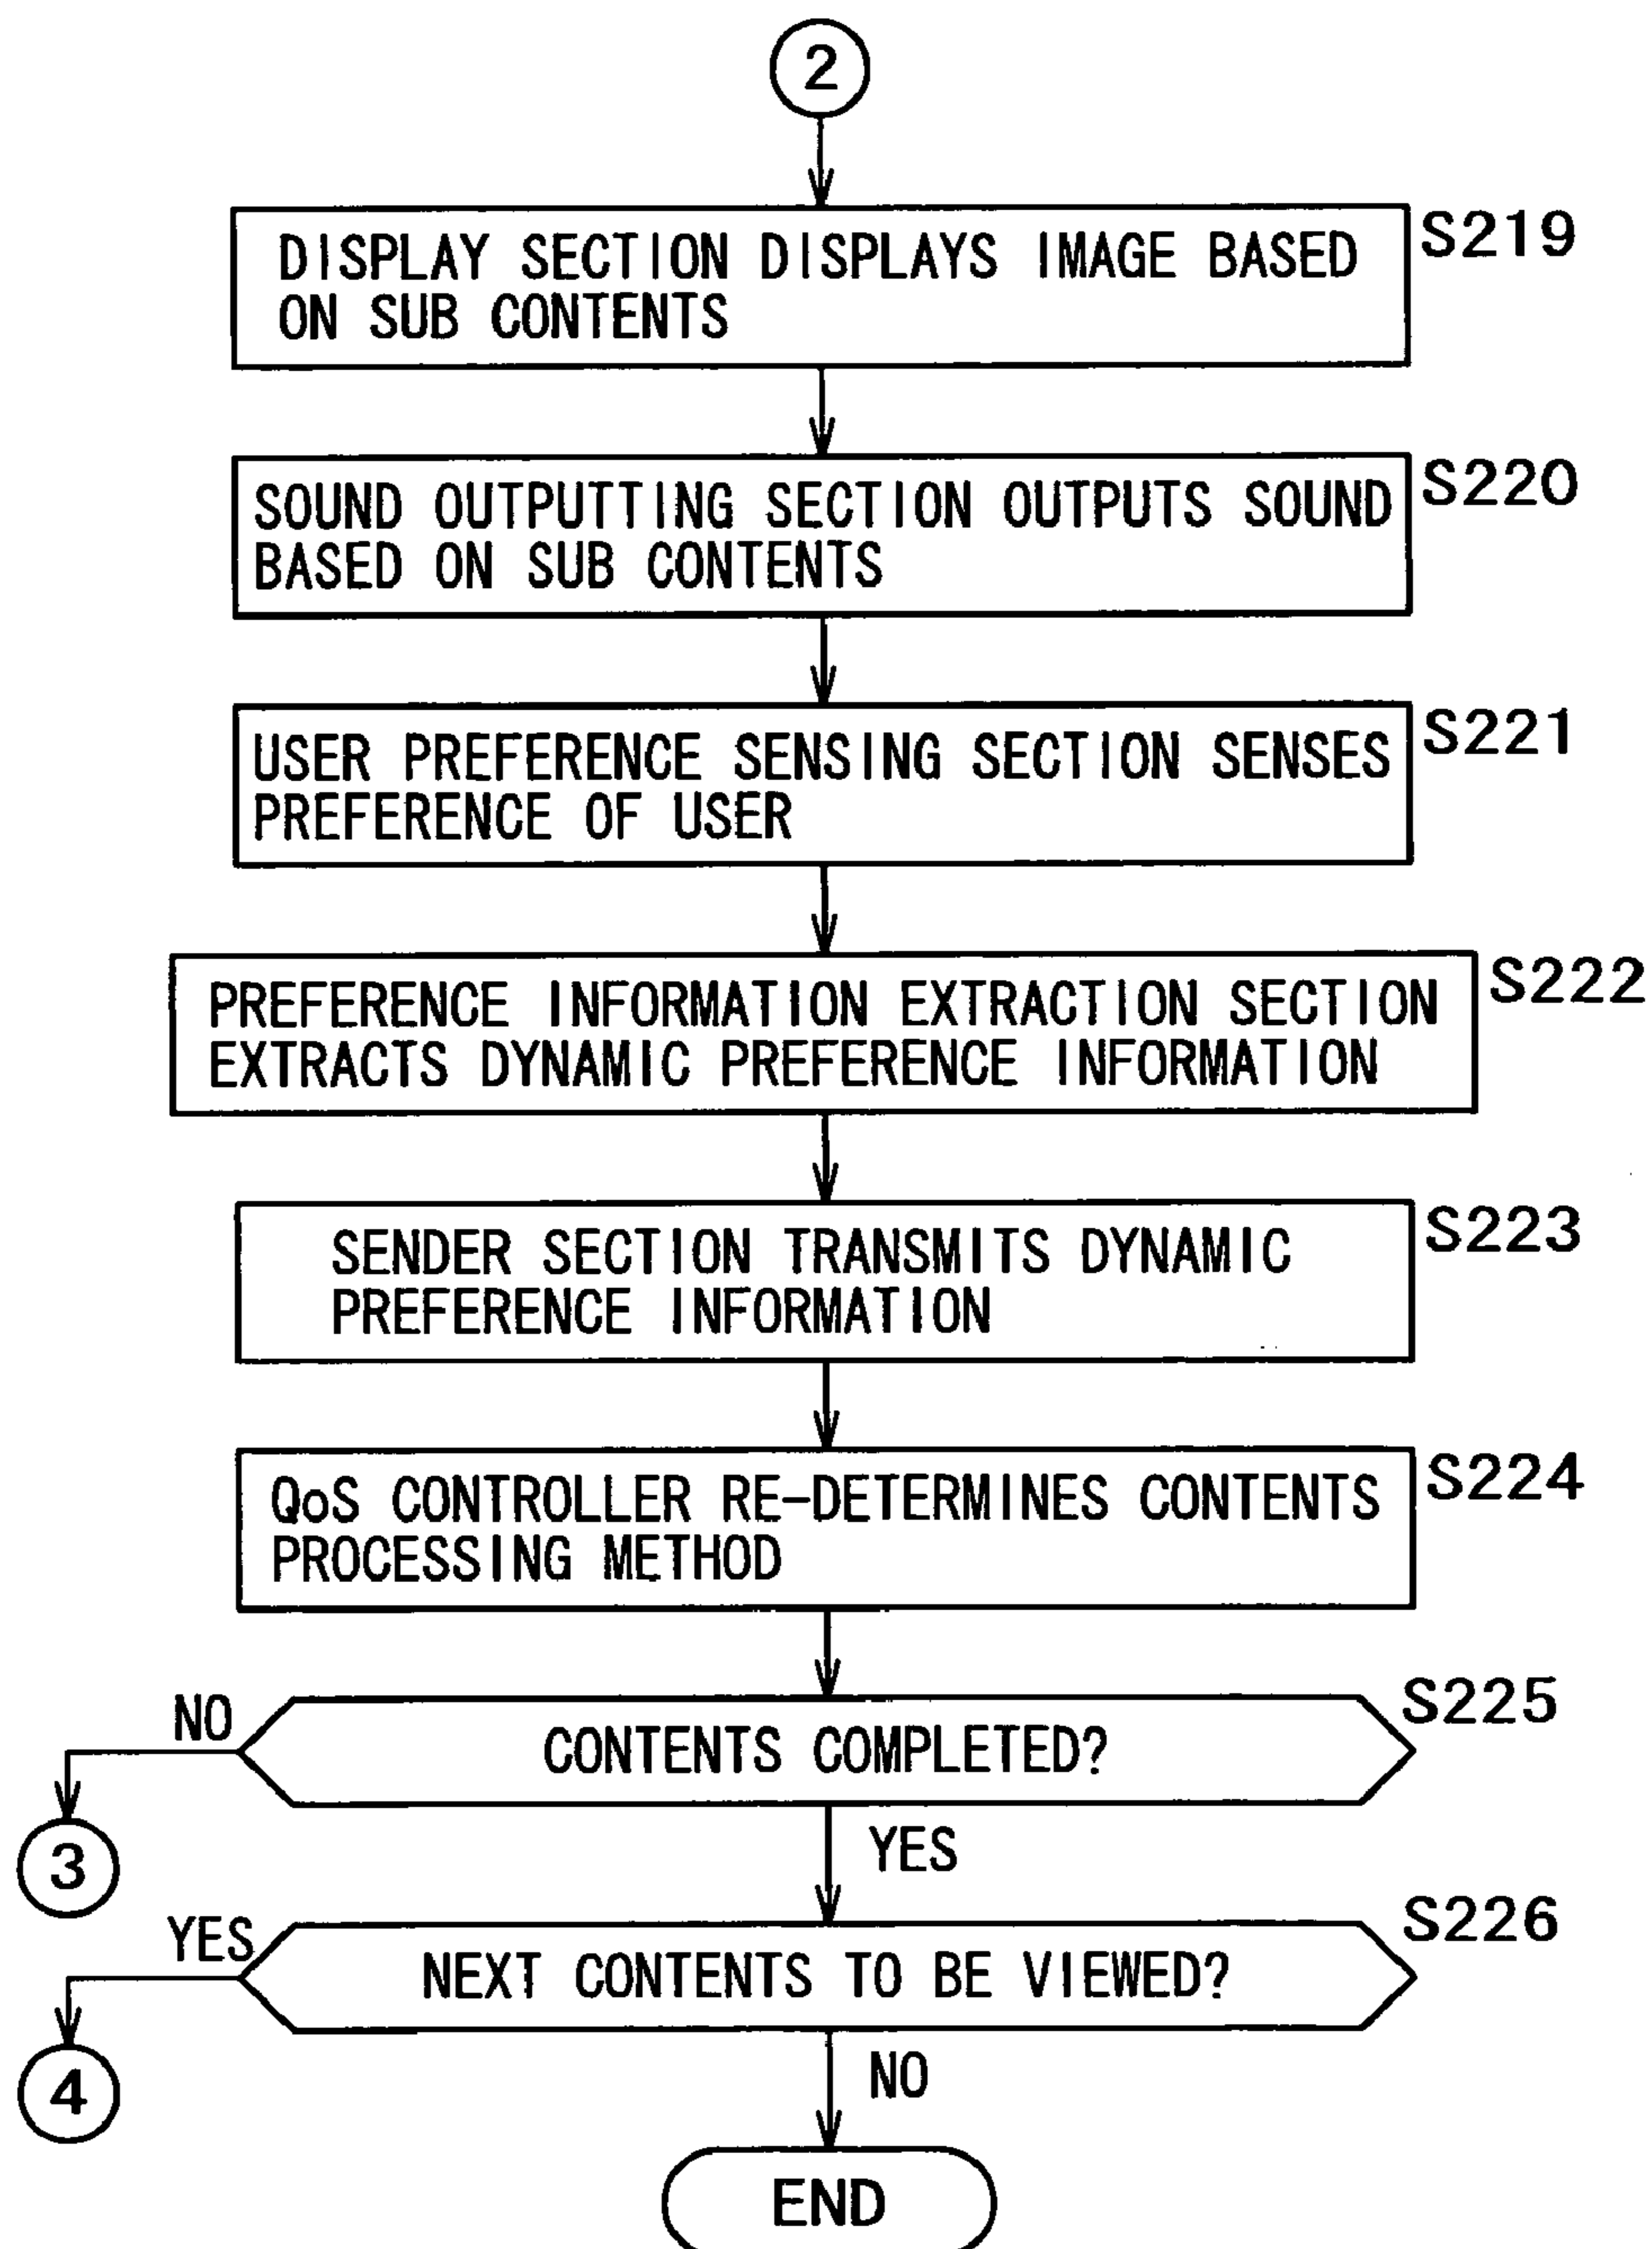 2
DISPLAY SECTION DISPLAYS IMAGE BASED
ON SUB CONTENTS
S219
SOUND OUTPUTTING SECTION OUTPUTS SOUND
BASED ON SUB CONTENTS
S220
USER PREFERENCE SENSING SECTION SENSES
PREFERENCE OF USER
S221
PREFERENCE INFORMATION EXTRACTION SECTION
EXTRACTS DYNAMIC PREFERENCE INFORMATION
S222
SENDER SECTION TRANSMITS DYNAMIC
PREFERENCE INFORMATION
S223
QoS CONTROLLER RE-DETERMINES CONTENTS
PROCESSING METHOD
S224
CONTENTS COMPLETED?
S225
NO
3
YES
NEXT CONTENTS TO BE VIEWED?
S226
YES
4
NO
END